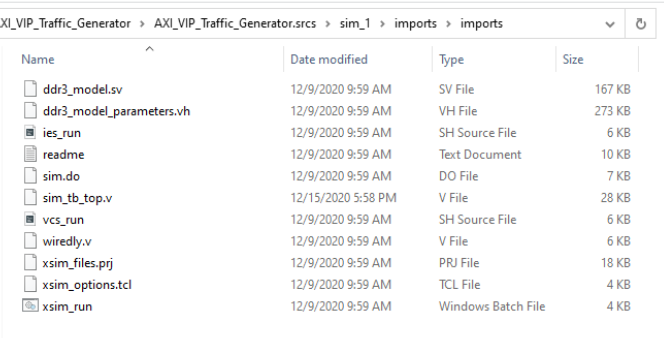 XI_VIP_Traffic_Generator > AXI_VIP_Traffic_Generator.srcs > sim_1 > imports > imports
Name Date modified Type Size
ddr3_model.sv 12/9/2020 9:59 AM SV File 167 KB
ddr3_model_parameters.vh 12/9/2020 9:59 AM VH File 273 KB
ies_run 12/9/2020 9:59 AM SH Source File 6 KB
readme 12/9/2020 9:59 AM Text Document 10 KB
sim.do 12/9/2020 9:59 AM DO File 7 KB
sim_tb_top.v 12/15/2020 5:58 PM V File 28 KB
vcs_run 12/9/2020 9:59 AM SH Source File 6 KB
wiredly.v 12/9/2020 9:59 AM V File 6 KB
xsim_files.prj 12/9/2020 9:59 AM PRJ File 18 KB
xsim_options.tcl 12/9/2020 9:59 AM TCL File 4 KB
xsim_run 12/9/2020 9:59 AM Windows Batch File 4 KB